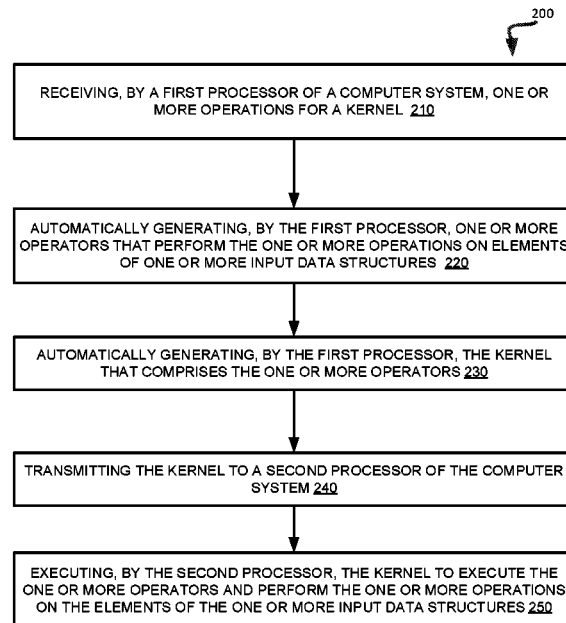 200
RECEIVING, BY A FIRST PROCESSOR OF A COMPUTER SYSTEM, ONE OR
MORE OPERATIONS FOR A KERNEL 210
AUTOMATICALLY GENERATING, BY THE FIRST PROCESSOR, ONE OR MORE
OPERATORS THAT PERFORM THE ONE OR MORE OPERATIONS ON ELEMENTS
OF ONE OR MORE INPUT DATA STRUCTURES 220
AUTOMATICALLY GENERATING, BY THE FIRST PROCESSOR, THE KERNEL
THAT COMPRISES THE ONE OR MORE OPERATORS 230
TRANSMITTING THE KERNEL TO A SECOND PROCESSOR OF THE COMPUTER
SYSTEM 240
EXECUTING, BY THE SECOND PROCESSOR, THE KERNEL TO EXECUTE THE
ONE OR MORE OPERATORS AND PERFORM THE ONE OR MORE OPERATIONS
ON THE ELEMENTS OF THE ONE OR MORE INPUT DATA STRUCTURES 250